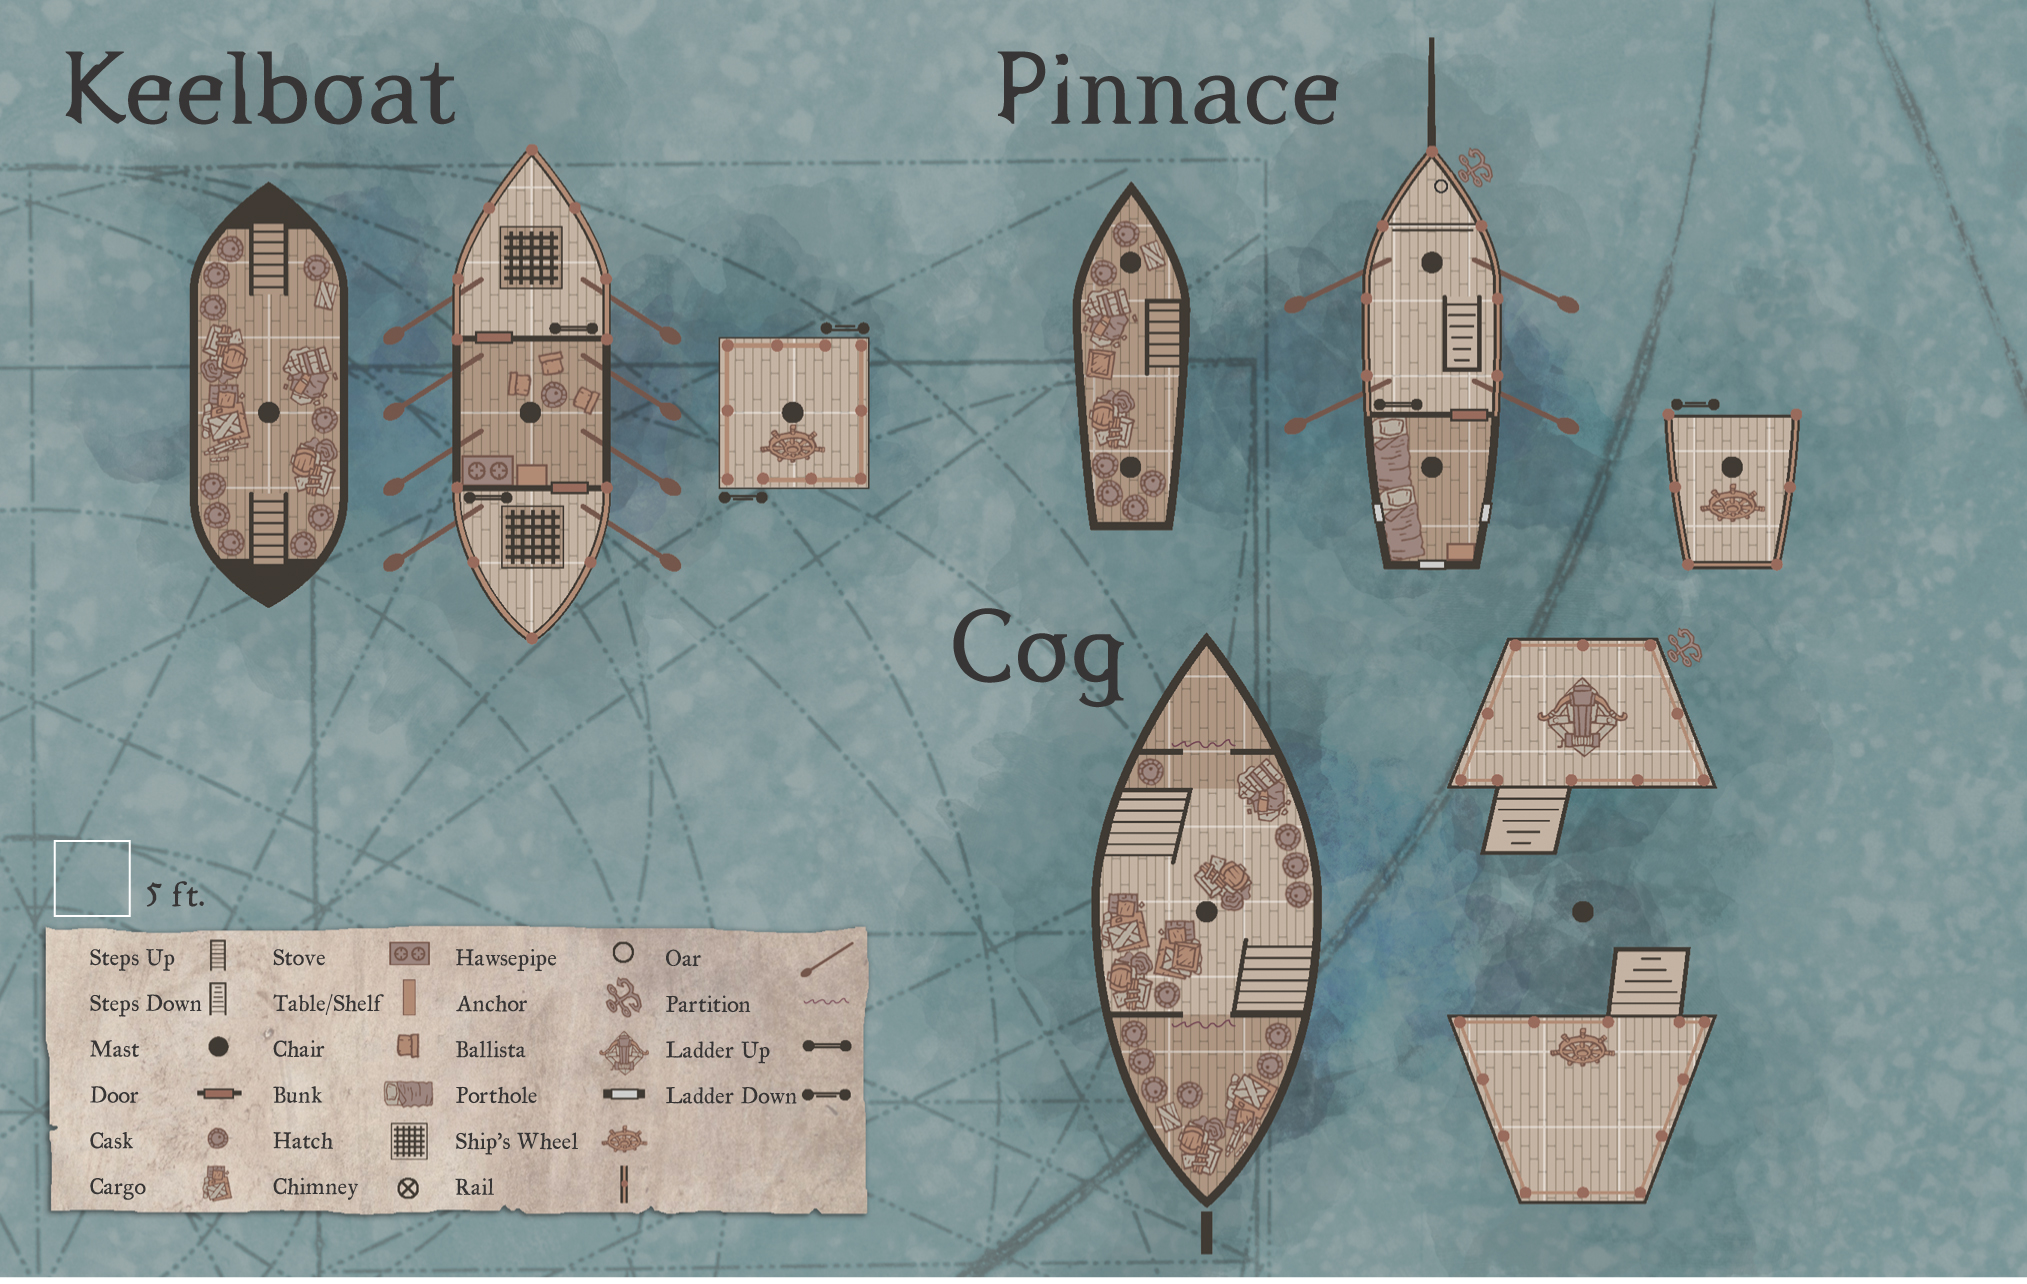 Keelboat
Pinnace
Cog
5 ft.
Steps Up
Stove
Hawsepipe
Oar
Steps Down
Table/Shelf
Anchor
Partition
Mast
Chair
Ballista
Ladder Up
Door
Bunk
Porthole
Ladder Down
Cask
Hatch
Ship's Wheel
Cargo
Chimney
Rail